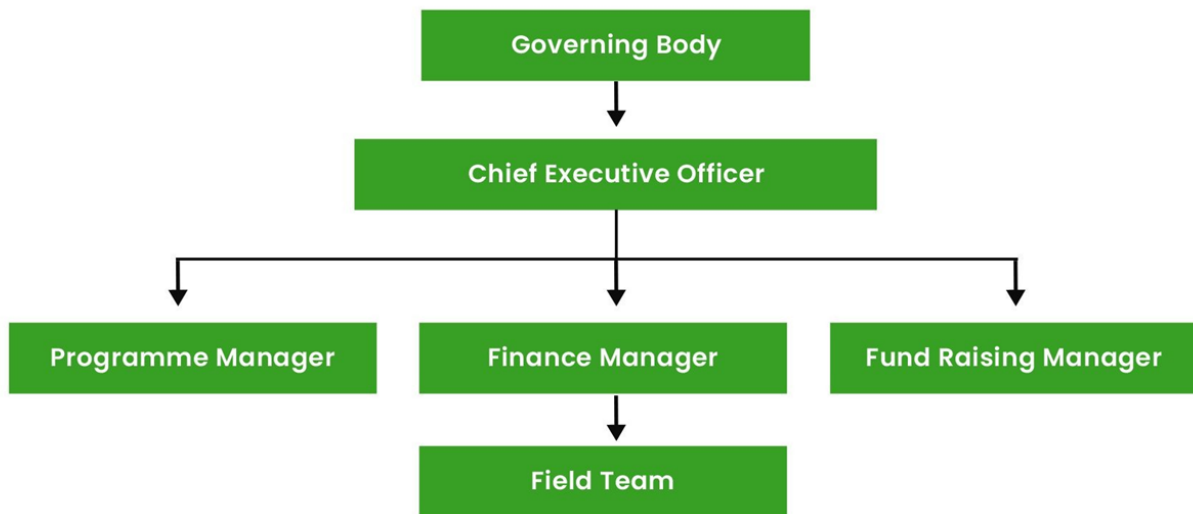 Governing Body
Chief Executive Officer
Programme Manager
Finance Manager
Fund Raising Manager
Field Team